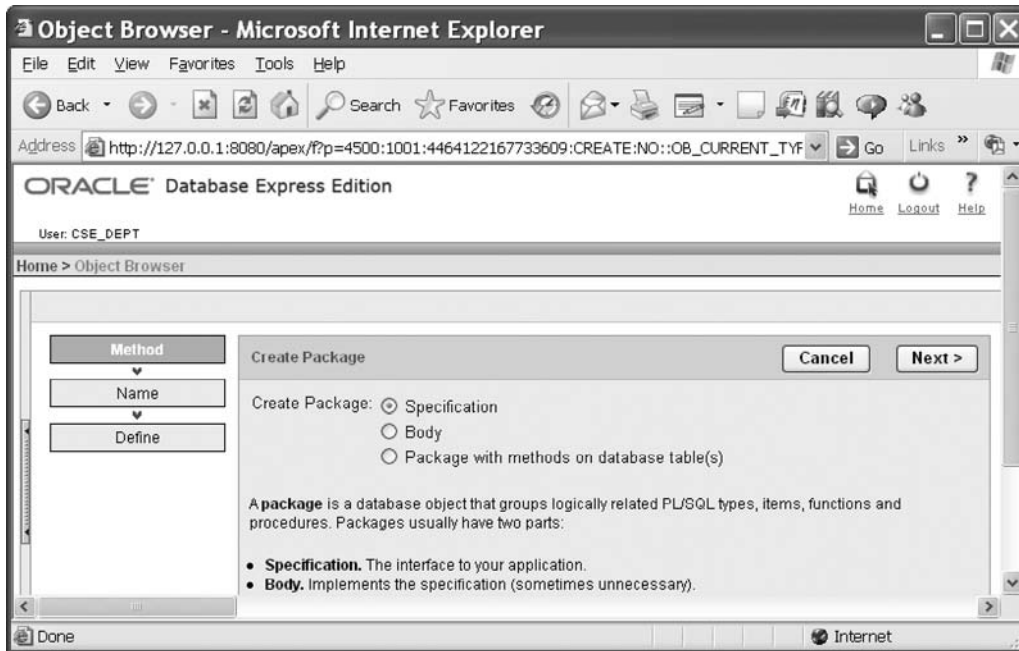 Object Browser - Microsoft Internet Explorer
File Edit View Favorites Tools Help
Back Search Favorites
Address http://127.0.0.1:8080/apex/f?p=4500:1001:4464122167733609:CREATE:NO::OB_CURRENT_TYF Go Links »
ORACLE Database Express Edition
Home Logout Help
User: CSE_DEPT
Home > Object Browser
Method
Name
Define
Create Package Cancel Next >
Create Package: Specification
Body
Package with methods on database table(s)
A package is a database object that groups logically related PL/SQL types, items, functions and
procedures. Packages usually have two parts:
• Specification. The interface to your application.
• Body. Implements the specification (sometimes unnecessary).
Done Internet